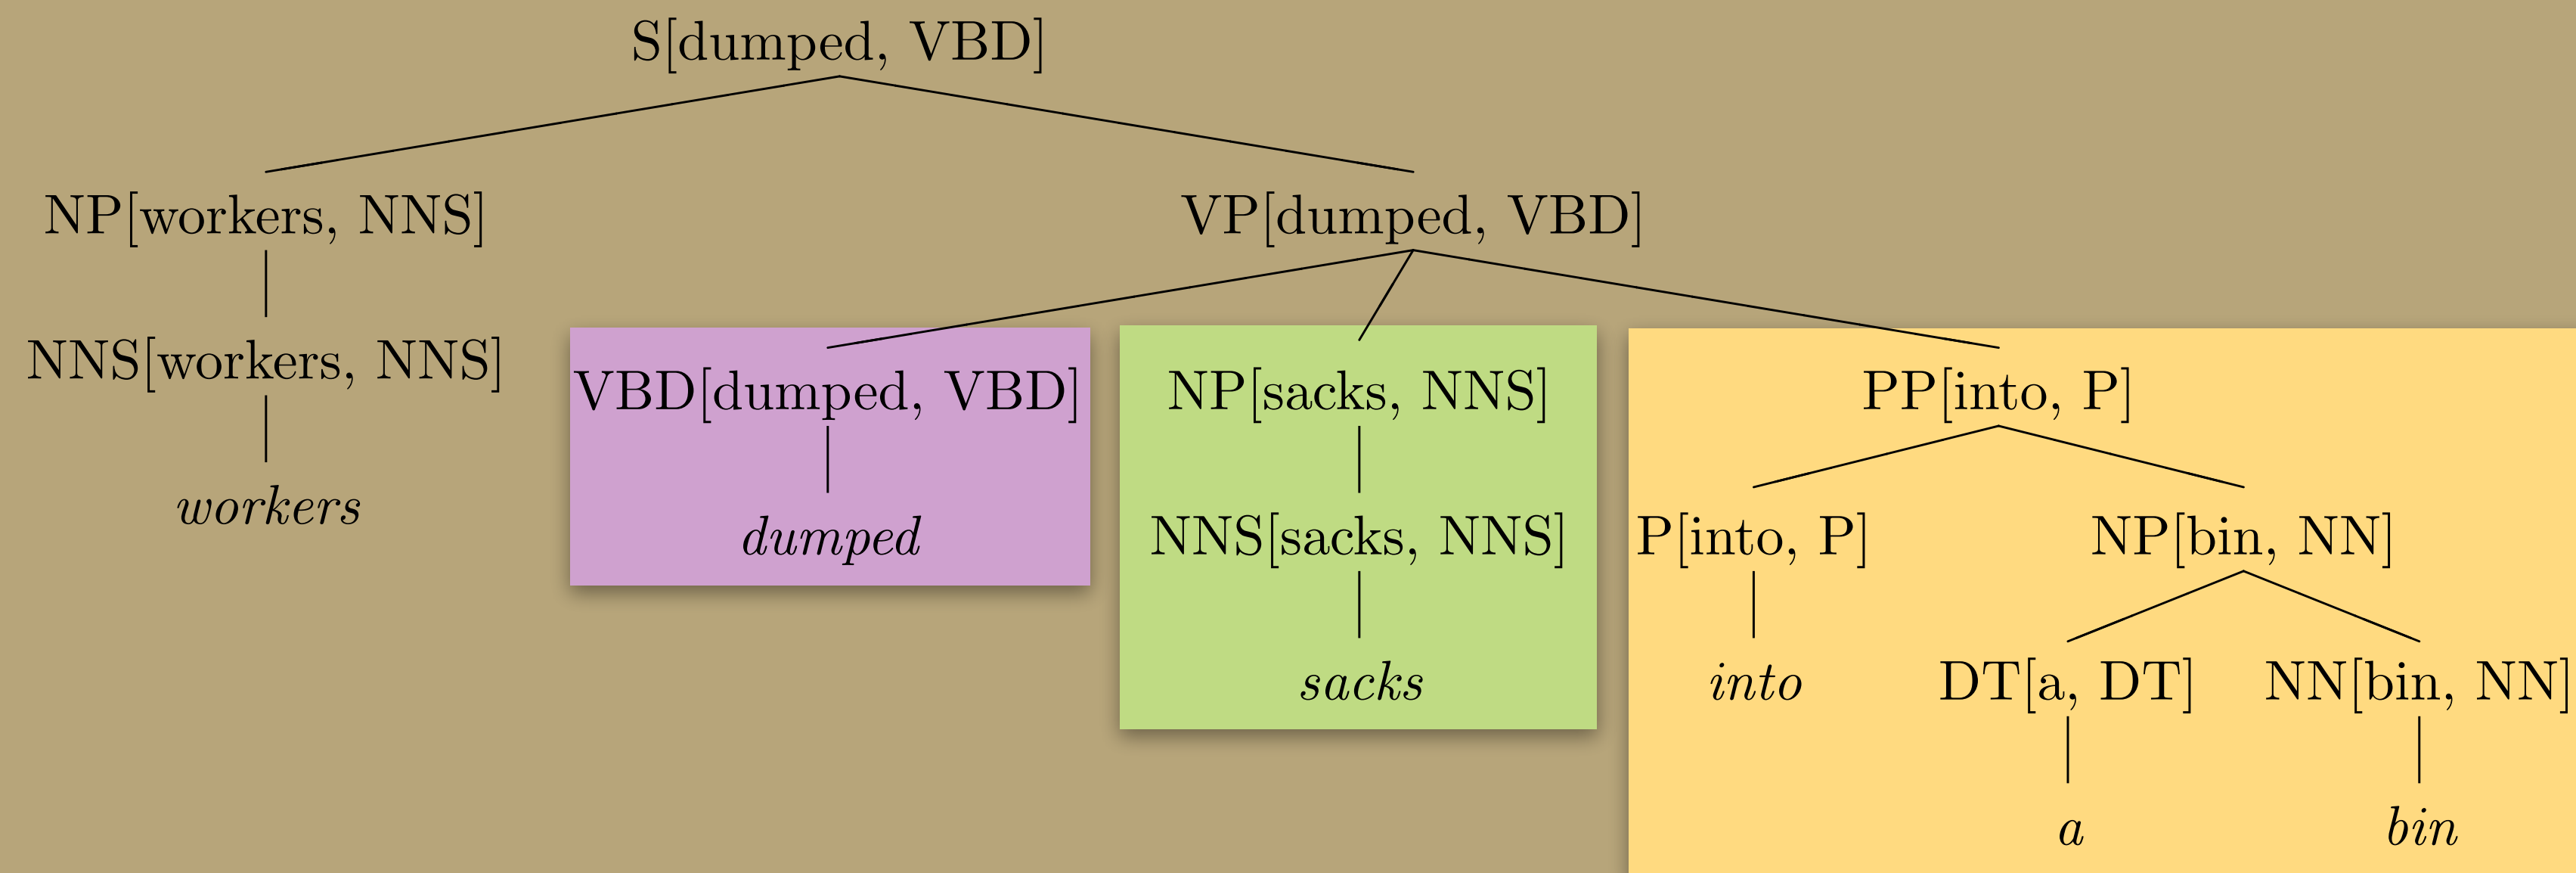 S[dumped, VBD]
NP[workers, NNS] VP[dumped, VBD]
NNS[workers, NNS] VBD[dumped, VBD] NP[sacks, NNS] PP[into, P]
workers dumped NNS[sacks, NNS] P[into, P] NP[bin, NN]
sacks into DT[a, DT] NN[bin, NN]
a bin